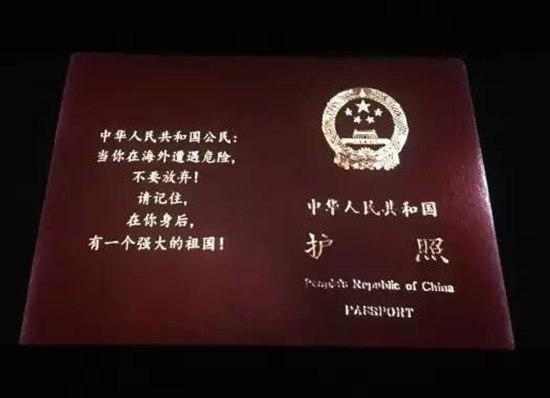 中华人民共和国公民：
当你在海外遭遇危险，
不要放弃！
请记住，
在你身后，
有一个强大的祖国！
中华人民共和国
护照
People's Republic of China
PASSPORT